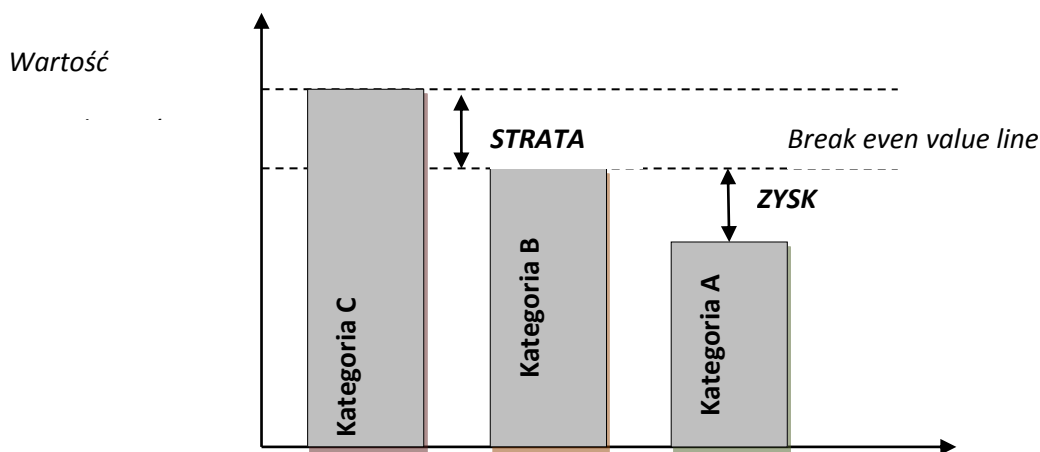 Wartość
STRATA
Break even value line
ZYSK
Kategoria C
Kategoria B
Kategoria A